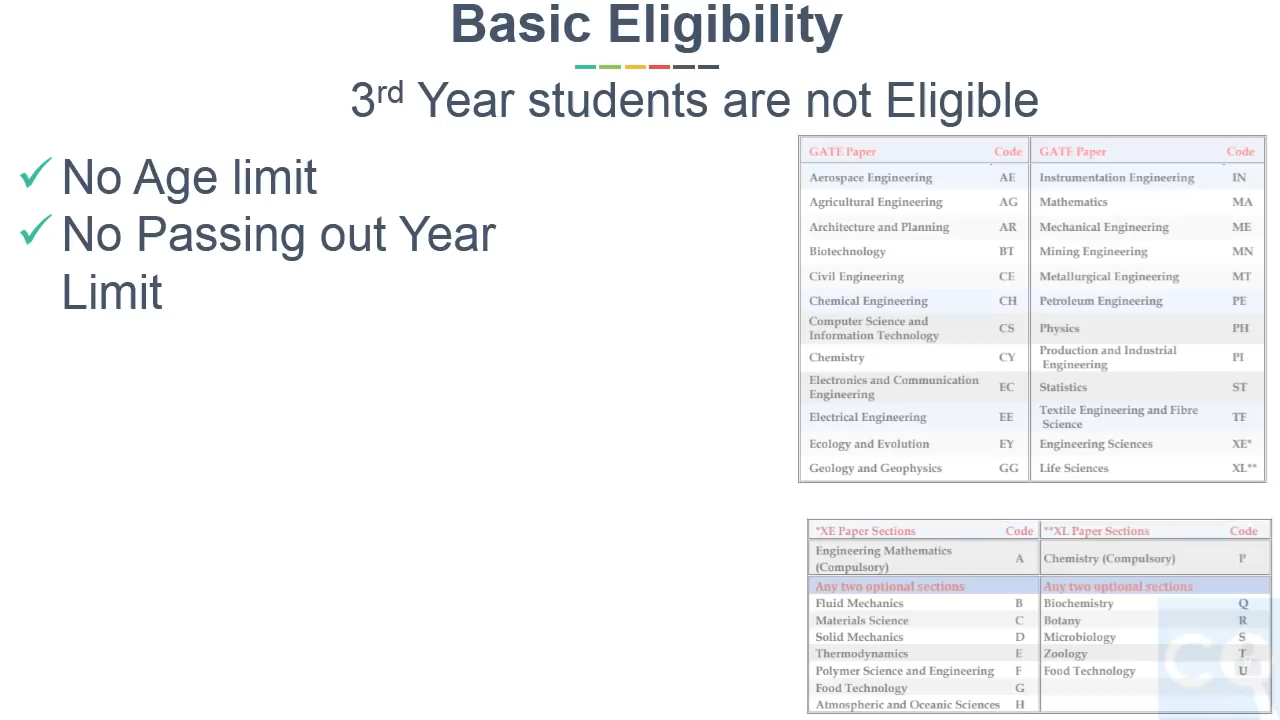 Basic Eligibility
3rd Year students are not Eligible
No Age limit
No Passing out Year
Limit
GATE Paper Code GATE Paper Code
Aerospace Engineering AE Instrumentation Engineering IN
Agricultural Engineering AG Mathematics MA
Architecture and Planning AR Mechanical Engineering ME
Biotechnology BT Mining Engineering MN
Civil Engineering CE Metallurgical Engineering MT
Chemical Engineering CH Petroleum Engineering PE
Computer Science and
Information Technology CS Physics PH
Chemistry CY Production and Industrial
Engineering PI
Electronics and Communication
Engineering EC Statistics ST
Electrical Engineering EE Textile Engineering and Fibre
Science TF
Ecology and Evolution EY Engineering Sciences XE*
Geology and Geophysics GG Life Sciences XL**
*XE Paper Sections Code **XL Paper Sections Code
Engineering Mathematics
(Compulsory) A Chemistry (Compulsory) P
Any two optional sections Any two optional sections
Fluid Mechanics B Biochemistry Q
Materials Science C Botany R
Solid Mechanics D Microbiology S
Thermodynamics E Zoology T
Polymer Science and Engineering F Food Technology U
Food Technology G
Atmospheric and Oceanic Sciences H